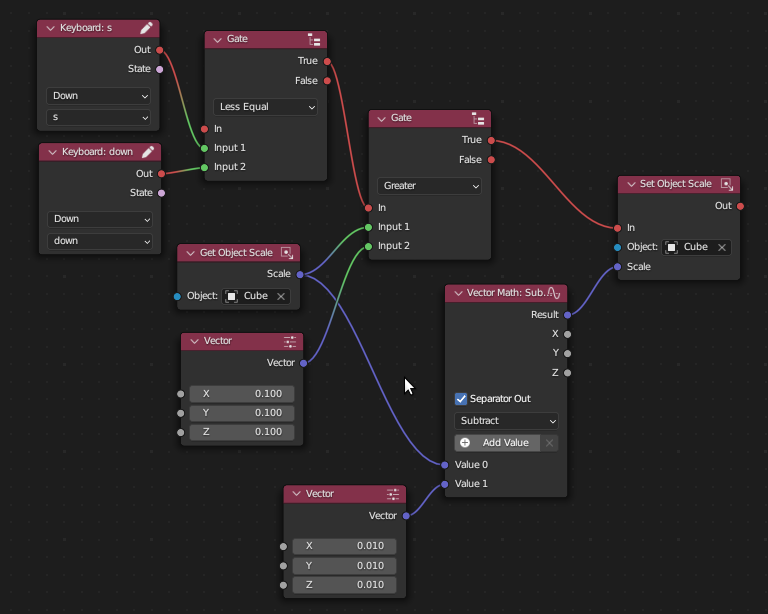 Keyboard: s
Out
State
Down
s
Keyboard: down
Out
State
Down
down
Gate
True
False
Less Equal
In
Input 1
Input 2
Gate
True
False
Greater
In
Input 1
Input 2
Get Object Scale
Scale
Object: Cube
Vector
Vector
X 0.100
Y 0.100
Z 0.100
Vector
Vector
X 0.010
Y 0.010
Z 0.010
Vector Math: Sub...
Result
X
Y
Z
Separator Out
Subtract
Add Value
Value 0
Value 1
Set Object Scale
Out
In
Object: Cube
Scale